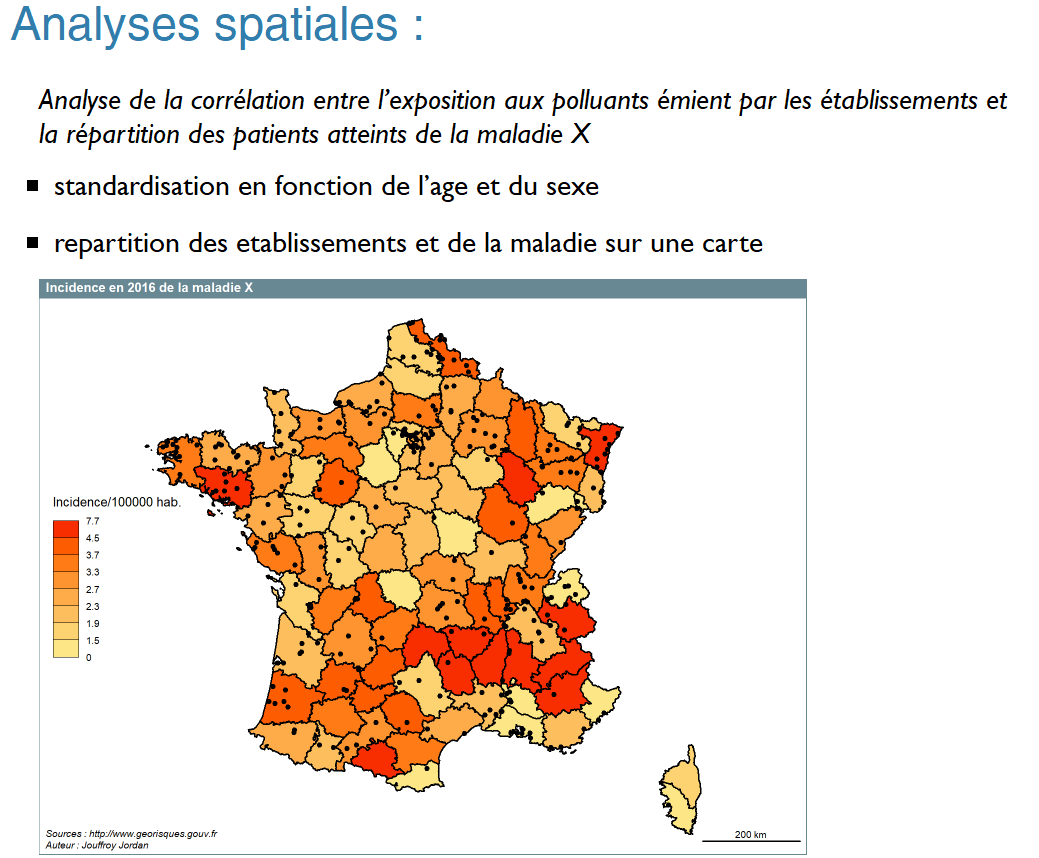 Analyses spatiales :
Analyse de la corrélation entre l'exposition aux polluants émient par les établissements et
la répartition des patients atteints de la maladie X
standardisation en fonction de l'age et du sexe
repartition des etablissements et de la maladie sur une carte
Incidence en 2016 de la maladie X
Incidence/100000 hab.
7.7
4.5
3.7
3.3
2.7
2.3
1.9
1.5
0
Sources : http://www.georisques.gouv.fr
Auteur : Jouffroy Jordan
200 km